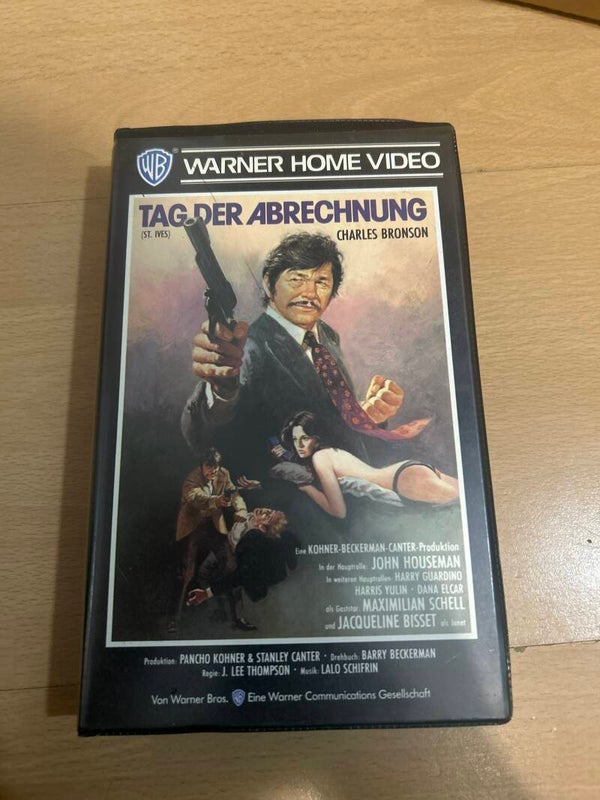 WB WARNER HOME VIDEO
TAG DER ABRECHNUNG
(ST. IVES)
CHARLES BRONSON
Eine KOHNER-BECKERMAN-CANTER-Produktion
In der Hauptrolle: JOHN HOUSEMAN
In weiteren Hauptrollen: HARRY GUARDINO
HARRIS YULIN · DANA ELCAR
als Gaststar MAXIMILIAN SCHELL
und JACQUELINE BISSET als Janet
Produktion: PANCHO KOHNER & STANLEY CANTER · Drehbuch: BARRY BECKERMAN
Regie: J. LEE THOMPSON · Musik: LALO SCHIFRIN
Von Warner Bros. WB Eine Warner Communications Gesellschaft